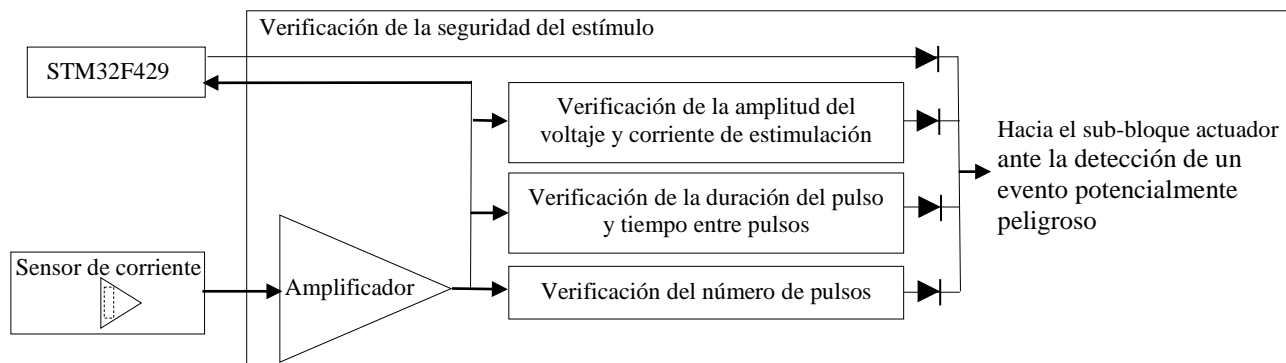 Verificación de la seguridad del estímulo
STM32F429
Verificación de la amplitud del
voltaje y corriente de estimulación
Verificación de la duración del pulso
y tiempo entre pulsos
Verificación del número de pulsos
Sensor de corriente
Amplificador
Hacia el sub-bloque actuador
ante la detección de un
evento potencialmente
peligroso